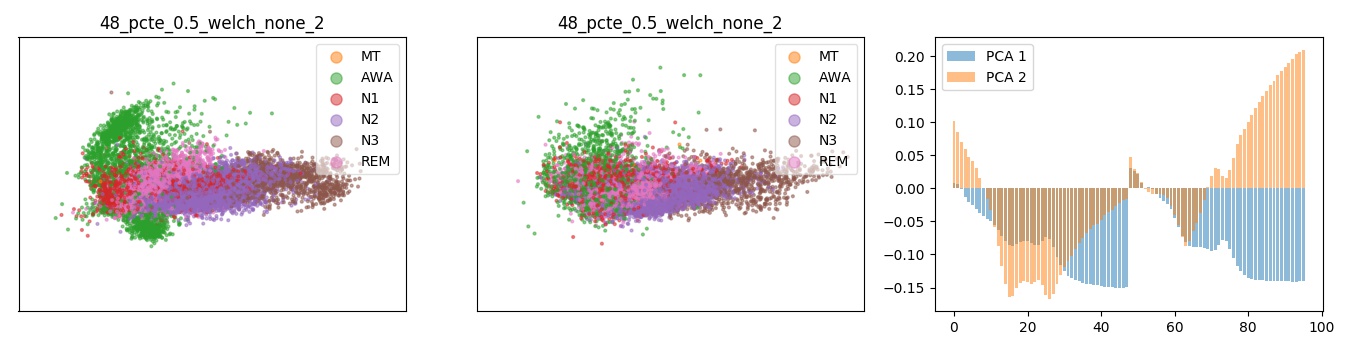 48_pcte_0.5_welch_none_2
MT
AWA
N1
N2
N3
REM
48_pcte_0.5_welch_none_2
MT
AWA
N1
N2
N3
REM
PCA 1
PCA 2
0.20
0.15
0.10
0.05
0.00
−0.05
−0.10
−0.15
0 20 40 60 80 100